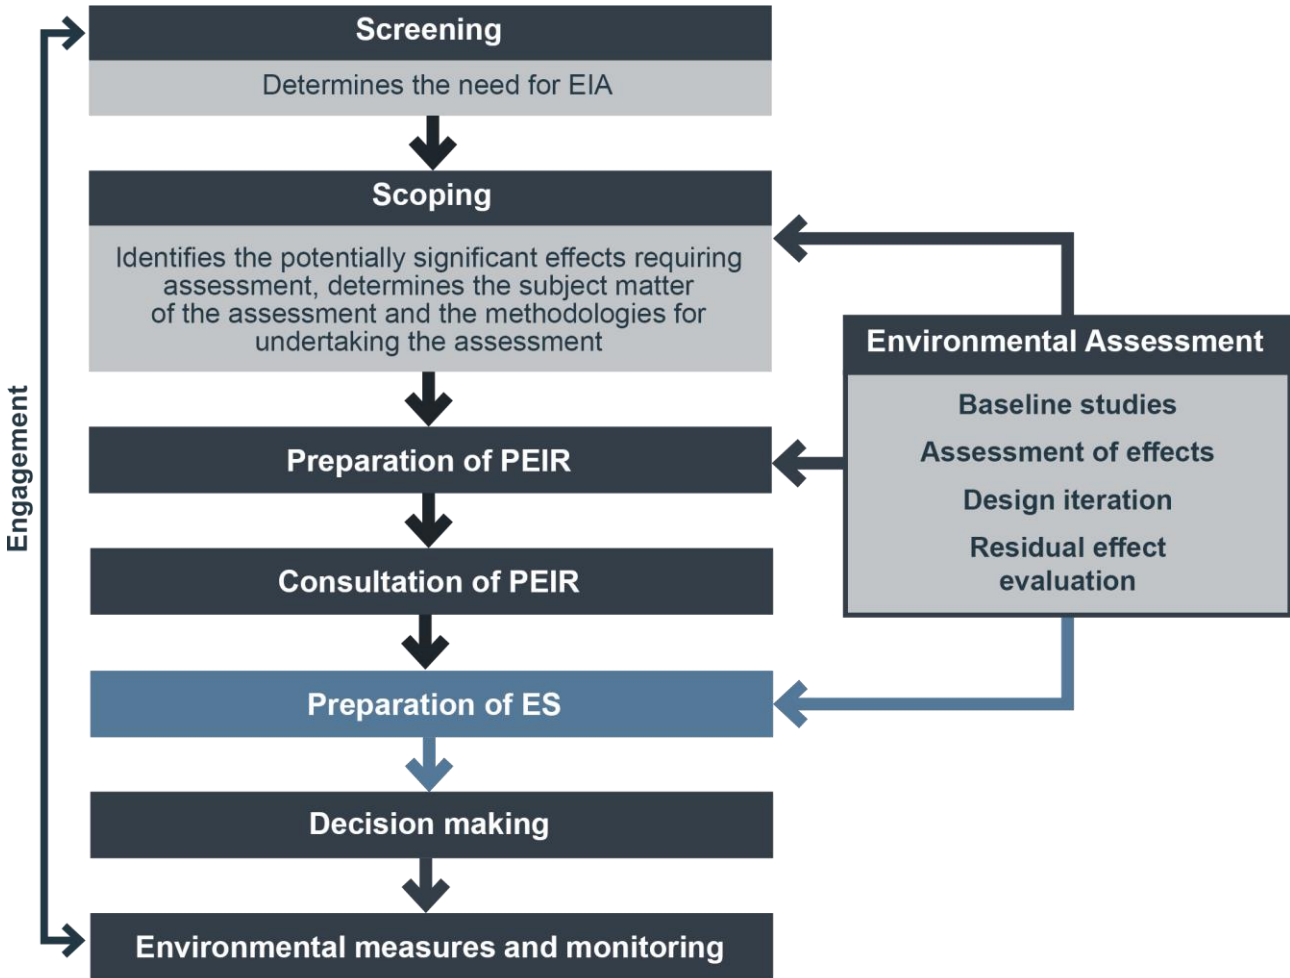 Screening
Determines the need for EIA
Scoping
Identifies the potentially significant effects requiring
assessment, determines the subject matter
of the assessment and the methodologies for
undertaking the assessment
Preparation of PEIR
Consultation of PEIR
Preparation of ES
Decision making
Environmental measures and monitoring
Engagement
Environmental Assessment
Baseline studies
Assessment of effects
Design iteration
Residual effect
evaluation